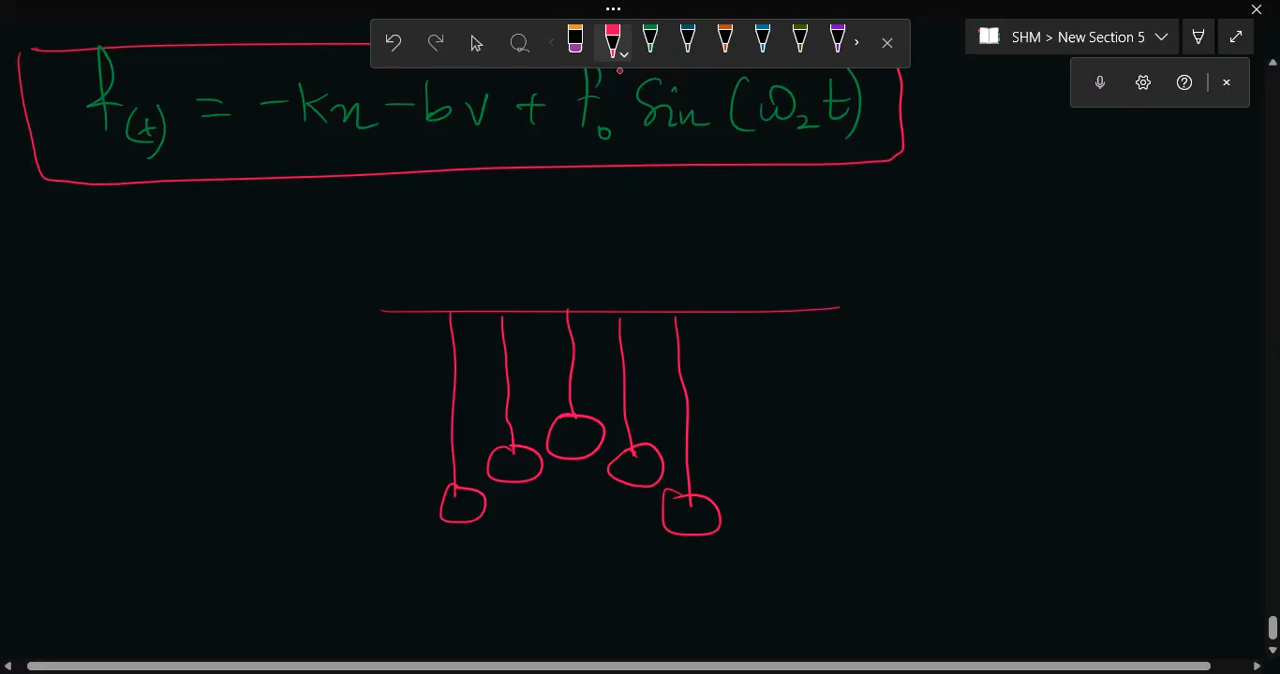 SHM > New Section 5
F(t) = -kx - bv + F₀ Sin (ω₂t)